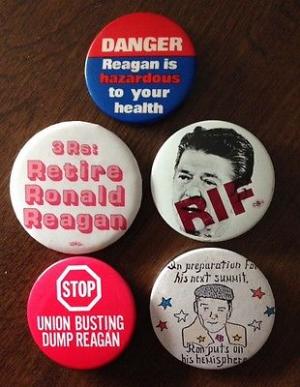 DANGER
Reagan is
hazardous
to your
health
3 Rs:
Retire
Ronald
Reagan
RIF
STOP
UNION BUSTING
DUMP REAGAN
In preparation for
his next summit,
Ron puts on
his hemisphere